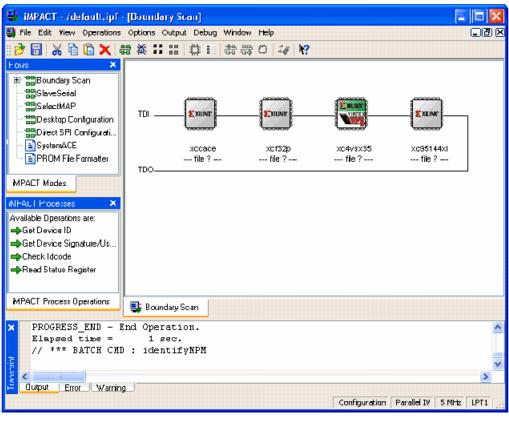 iMPACT - /default.ipf - [Boundary Scan]
File Edit View Operations Options Output Debug Window Help
Flows
Boundary Scan
SlaveSerial
SelectMAP
Desktop Configuration
Direct SPI Configurati...
SystemACE
PROM File Formatter
iMPACT Modes
iMPACT Processes
Available Operations are:
Get Device ID
Get Device Signature/Us...
Check Idcode
Read Status Register
iMPACT Process Operations
TDI
XILINX
XILINX
XILINX
XILINX
xccace
xcf32p
xc4vsx35
xc95144xl
--- file ? ---
--- file ? ---
--- file ? ---
--- file ? ---
TDO
Boundary Scan
PROGRESS_END - End Operation.
Elapsed time = 1 sec.
// *** BATCH CMD : identifyMPM
Transcript
Output Error Warning
Configuration Parallel IV 5 MHz LPT1